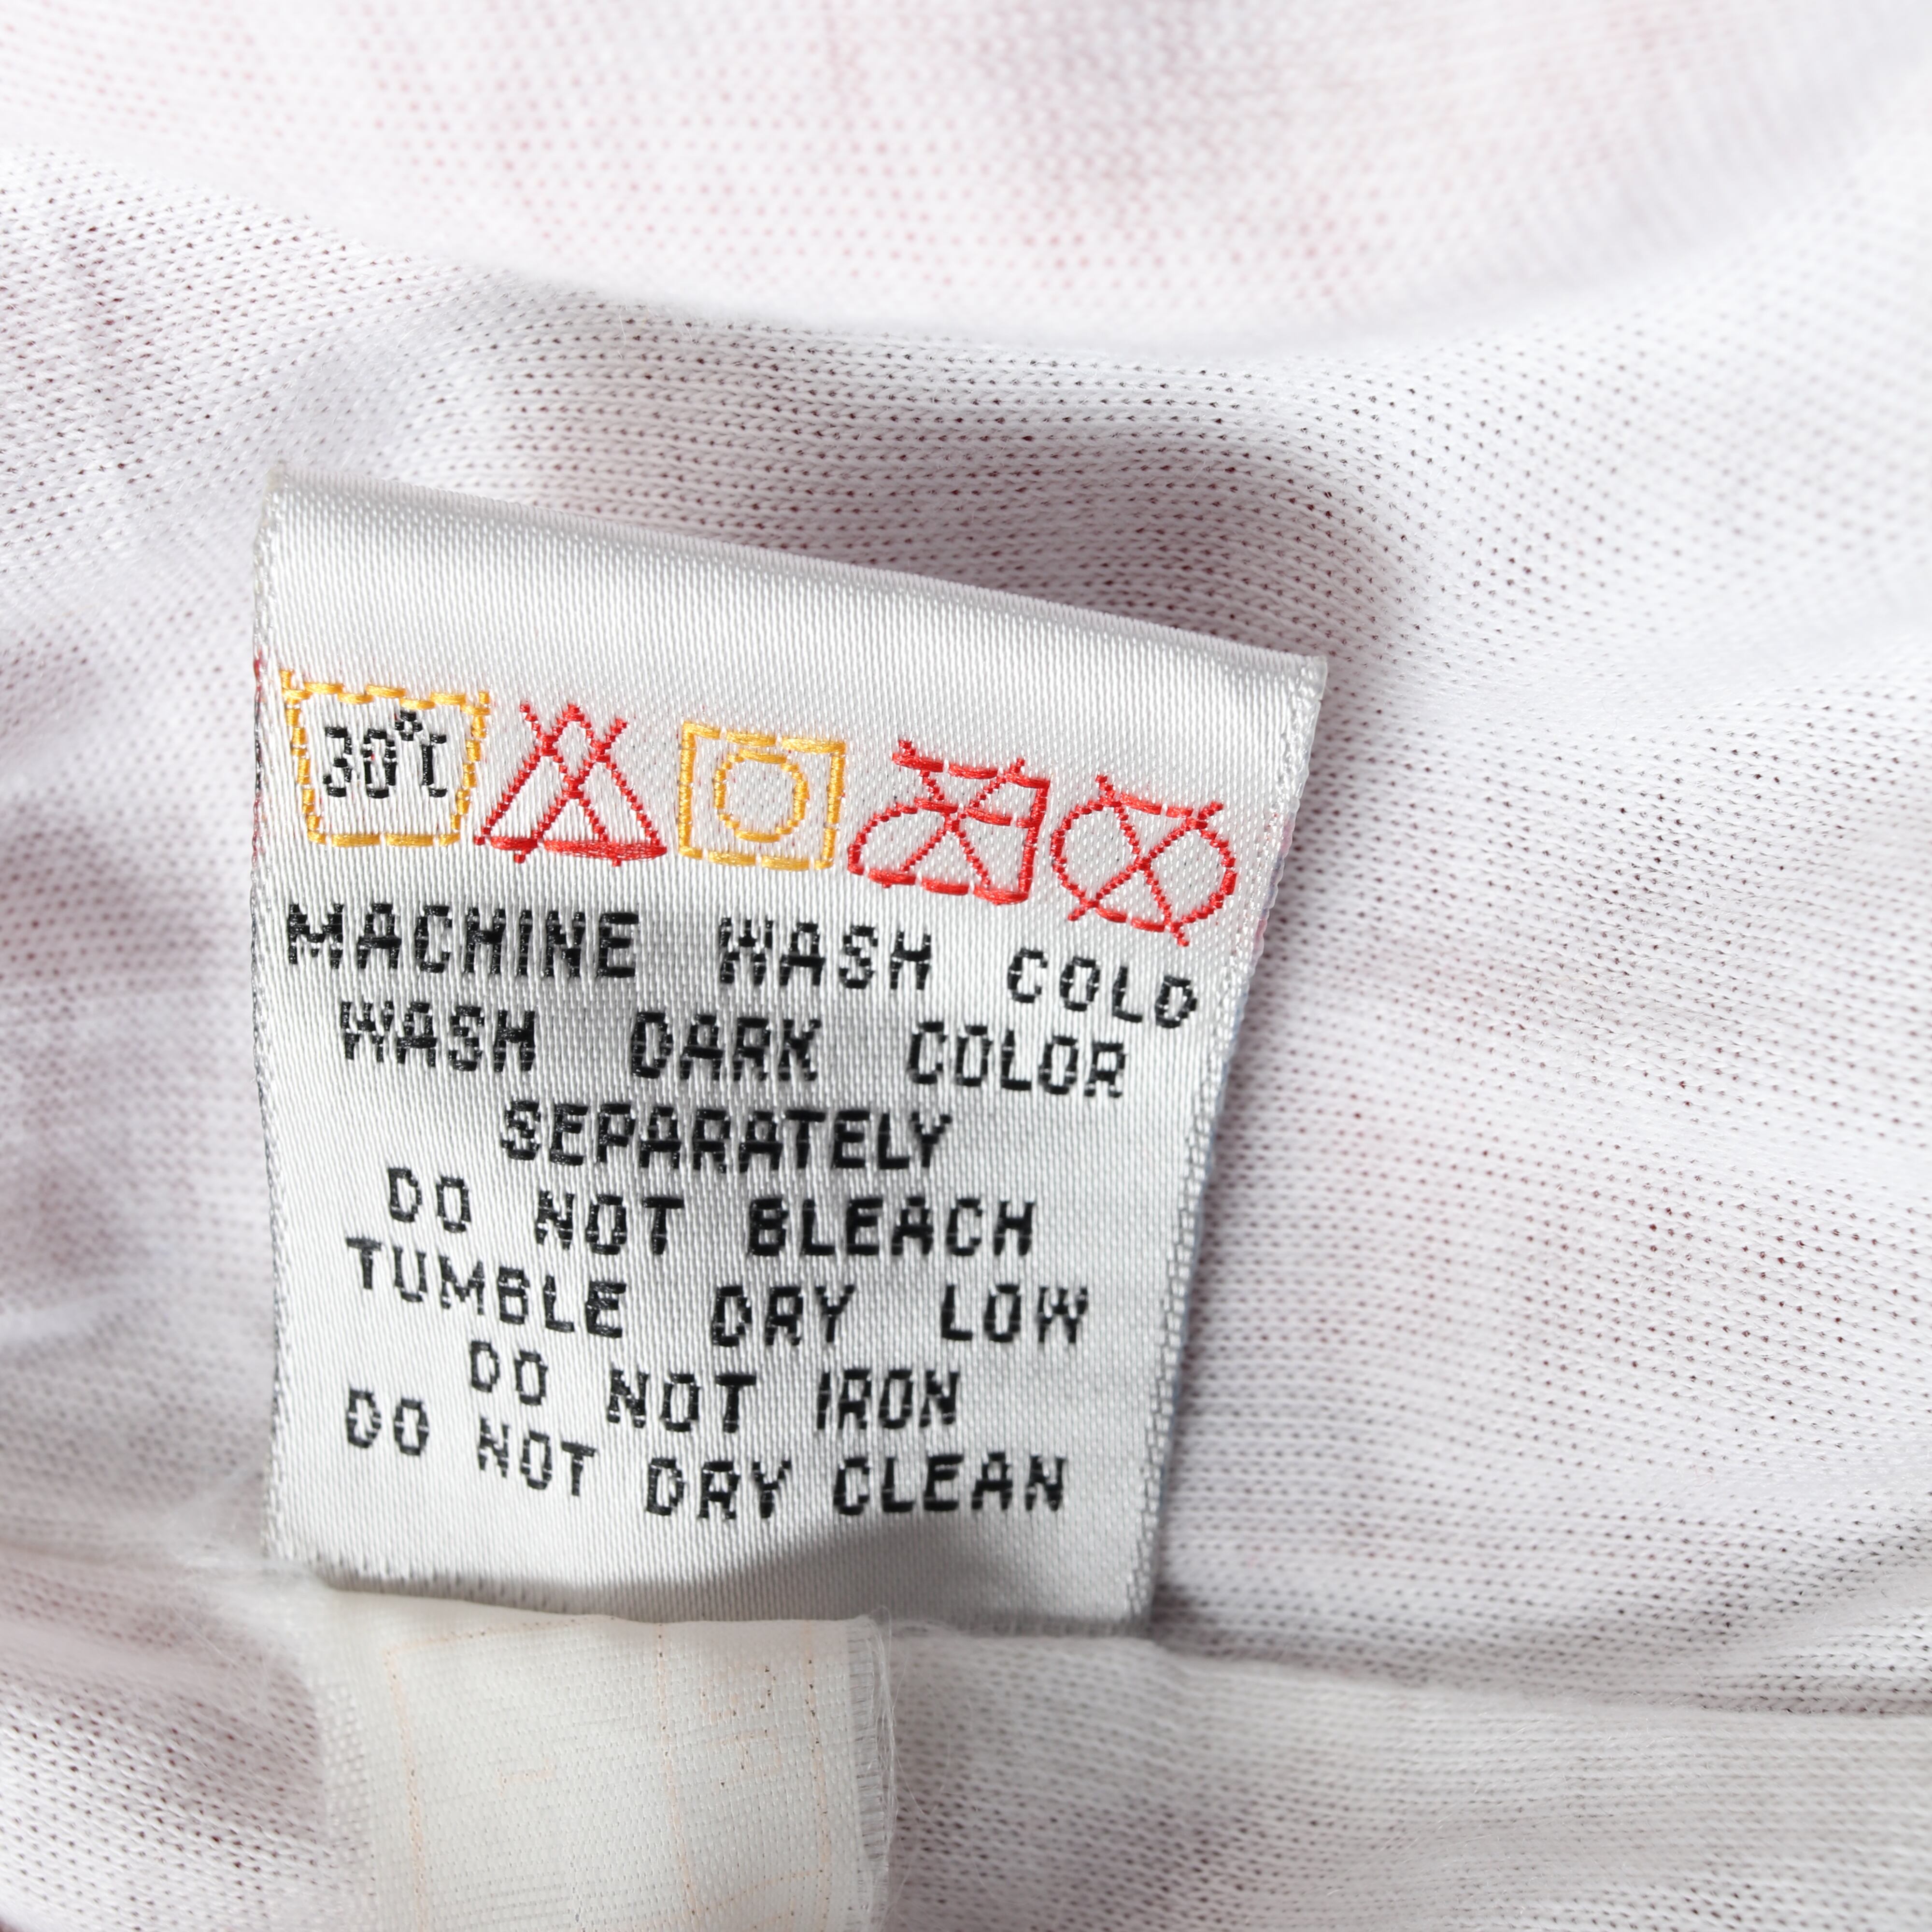 30°C
MACHINE WASH COLD
WASH DARK COLOR
SEPARATELY
DO NOT BLEACH
TUMBLE DRY LOW
DO NOT IRON
DO NOT DRY CLEAN